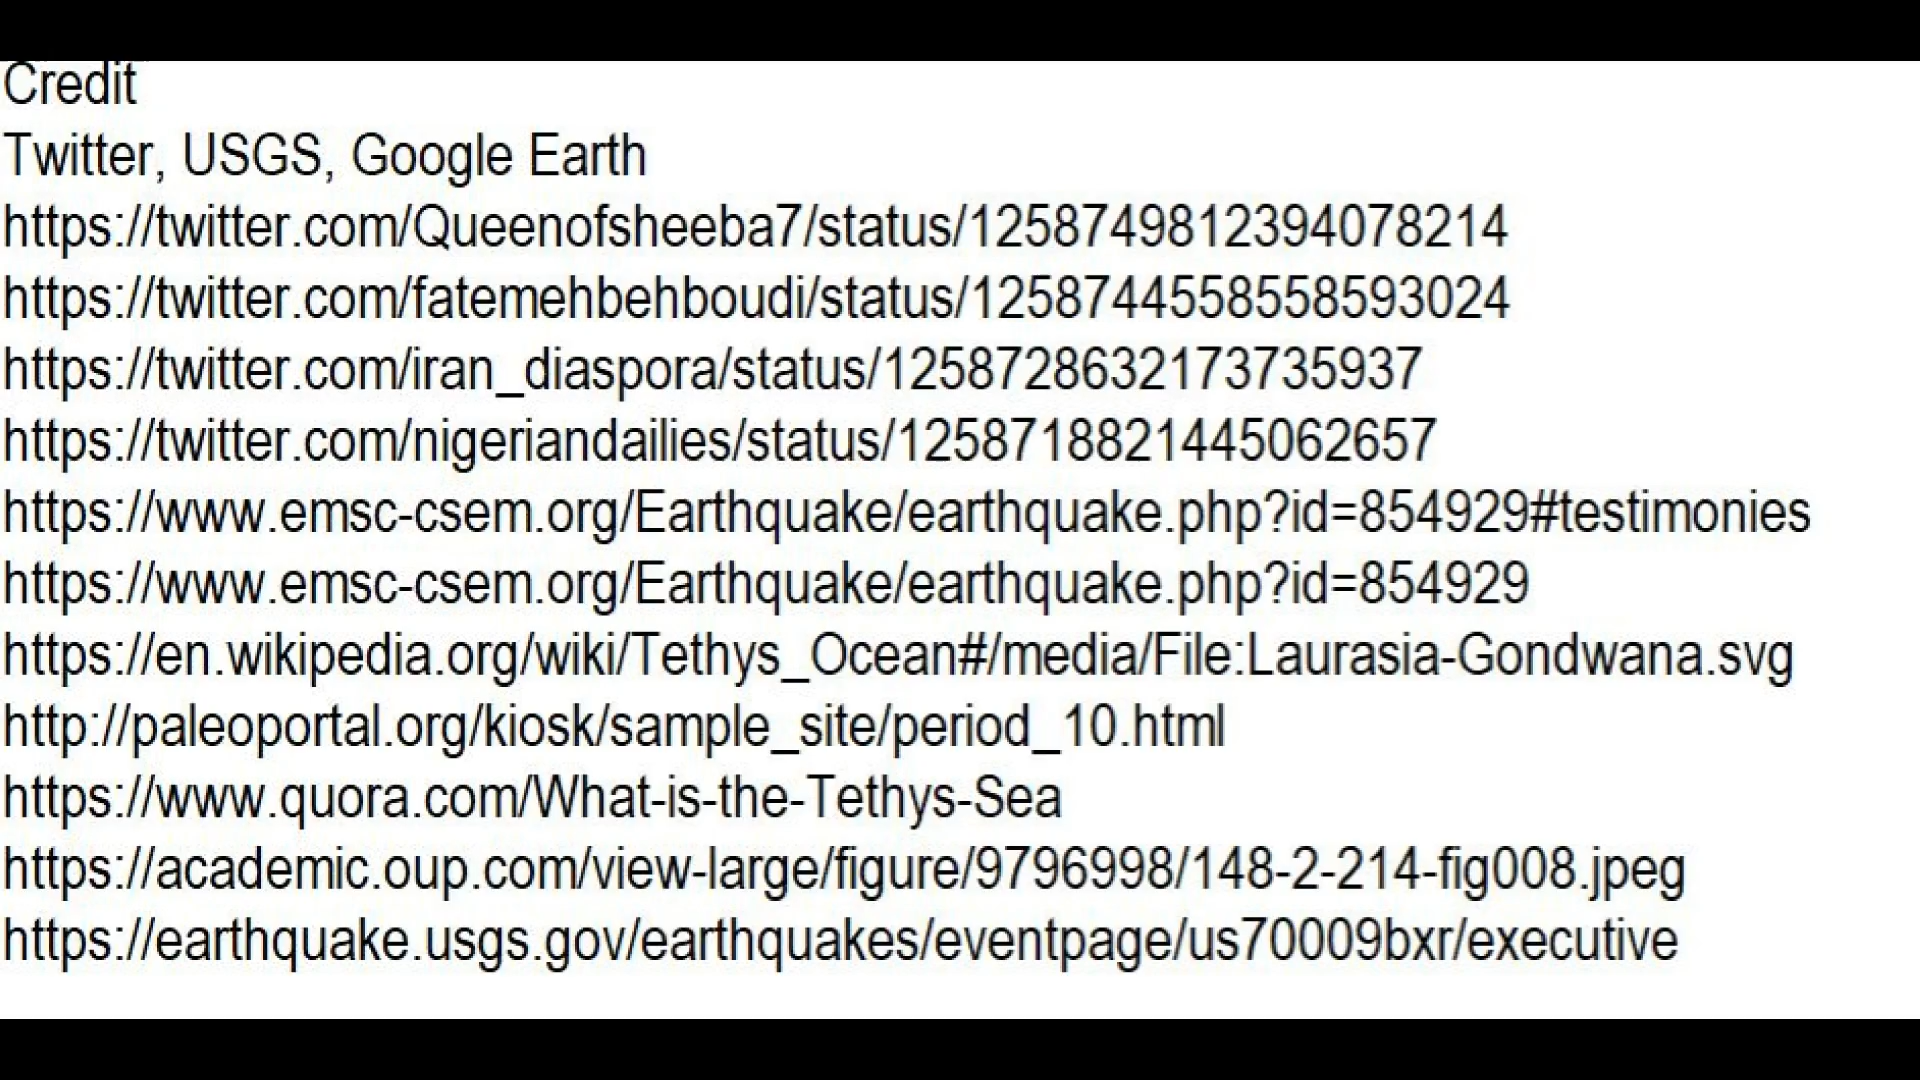 Credit
Twitter, USGS, Google Earth
https://twitter.com/Queenofsheeba7/status/1258749812394078214
https://twitter.com/fatemehbehboudi/status/1258744558558593024
https://twitter.com/iran_diaspora/status/1258728632173735937
https://twitter.com/nigeriandailies/status/1258718821445062657
https://www.emsc-csem.org/Earthquake/earthquake.php?id=854929#testimonies
https://www.emsc-csem.org/Earthquake/earthquake.php?id=854929
https://en.wikipedia.org/wiki/Tethys_Ocean#/media/File:Laurasia-Gondwana.svg
http://paleoportal.org/kiosk/sample_site/period_10.html
https://www.quora.com/What-is-the-Tethys-Sea
https://academic.oup.com/view-large/figure/9796998/148-2-214-fig008.jpeg
https://earthquake.usgs.gov/earthquakes/eventpage/us70009bxr/executive